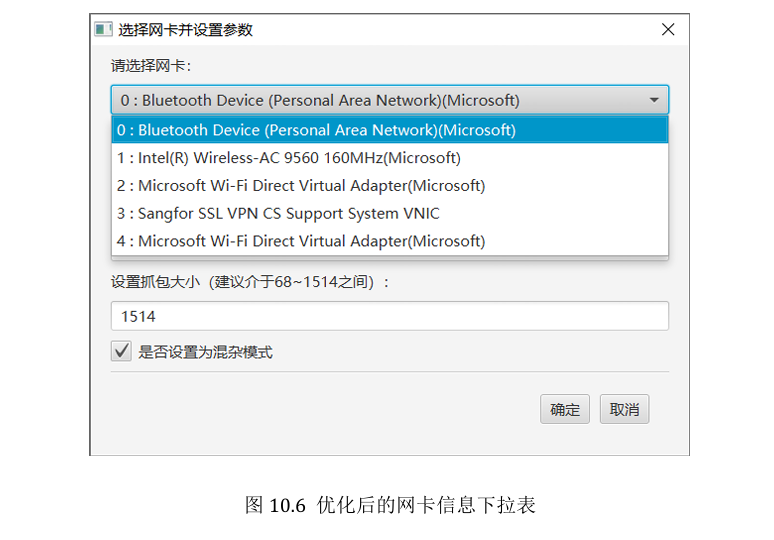 选择网卡并设置参数
请选择网卡：
0 : Bluetooth Device (Personal Area Network)(Microsoft)
0 : Bluetooth Device (Personal Area Network)(Microsoft)
1 : Intel(R) Wireless-AC 9560 160MHz(Microsoft)
2 : Microsoft Wi-Fi Direct Virtual Adapter(Microsoft)
3 : Sangfor SSL VPN CS Support System VNIC
4 : Microsoft Wi-Fi Direct Virtual Adapter(Microsoft)
设置抓包大小（建议介于68~1514之间）：
1514
是否设置为混杂模式
确定 取消
图 10.6 优化后的网卡信息下拉表